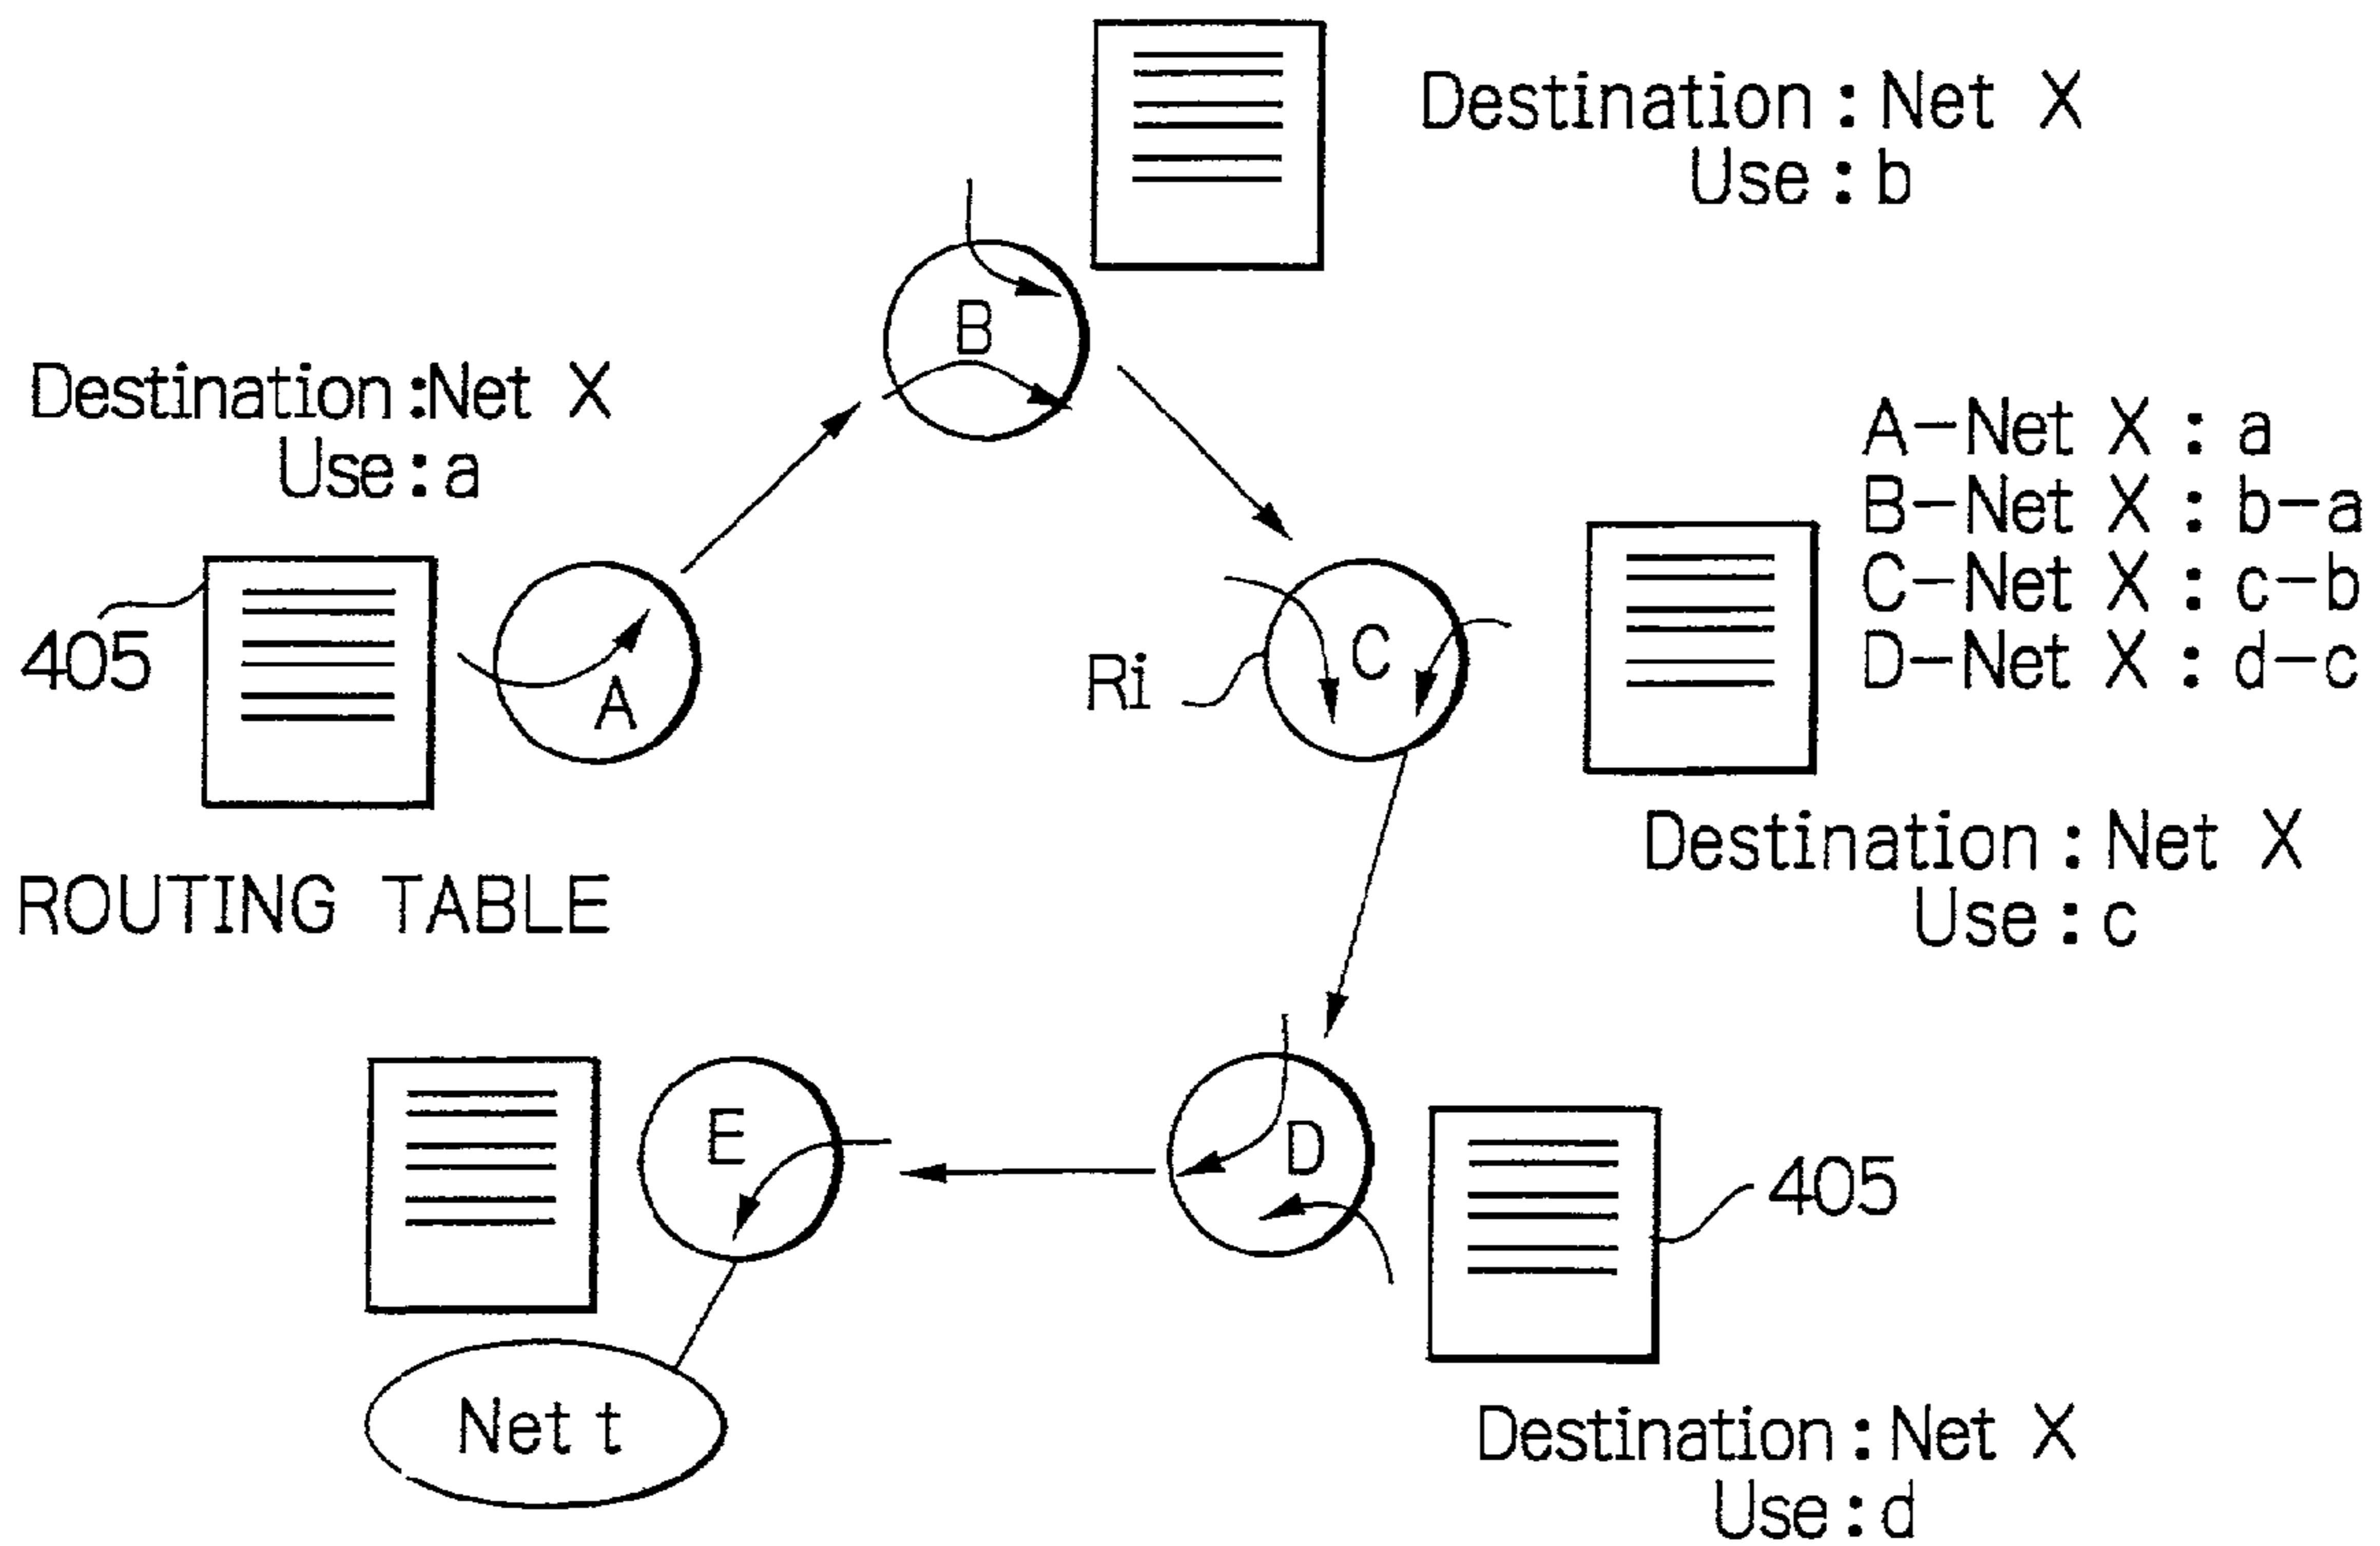 Destination : Net X
Use : b
B
Destination :Net X
Use : a
A-Net X : a
B-Net X : b-a
C-Net X : c-b
D-Net X : d-c
405
A
Ri
C
Destination : Net X
Use : c
ROUTING TABLE
E
D
405
Net t
Destination : Net X
Use : d